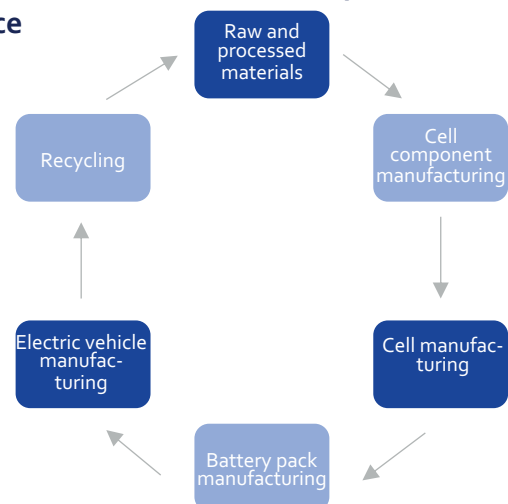 ce
Raw and
processed
materials
Cell
component
manufacturing
Cell manufac-
turing
Battery pack
manufacturing
Electric vehicle
manufac-
turing
Recycling